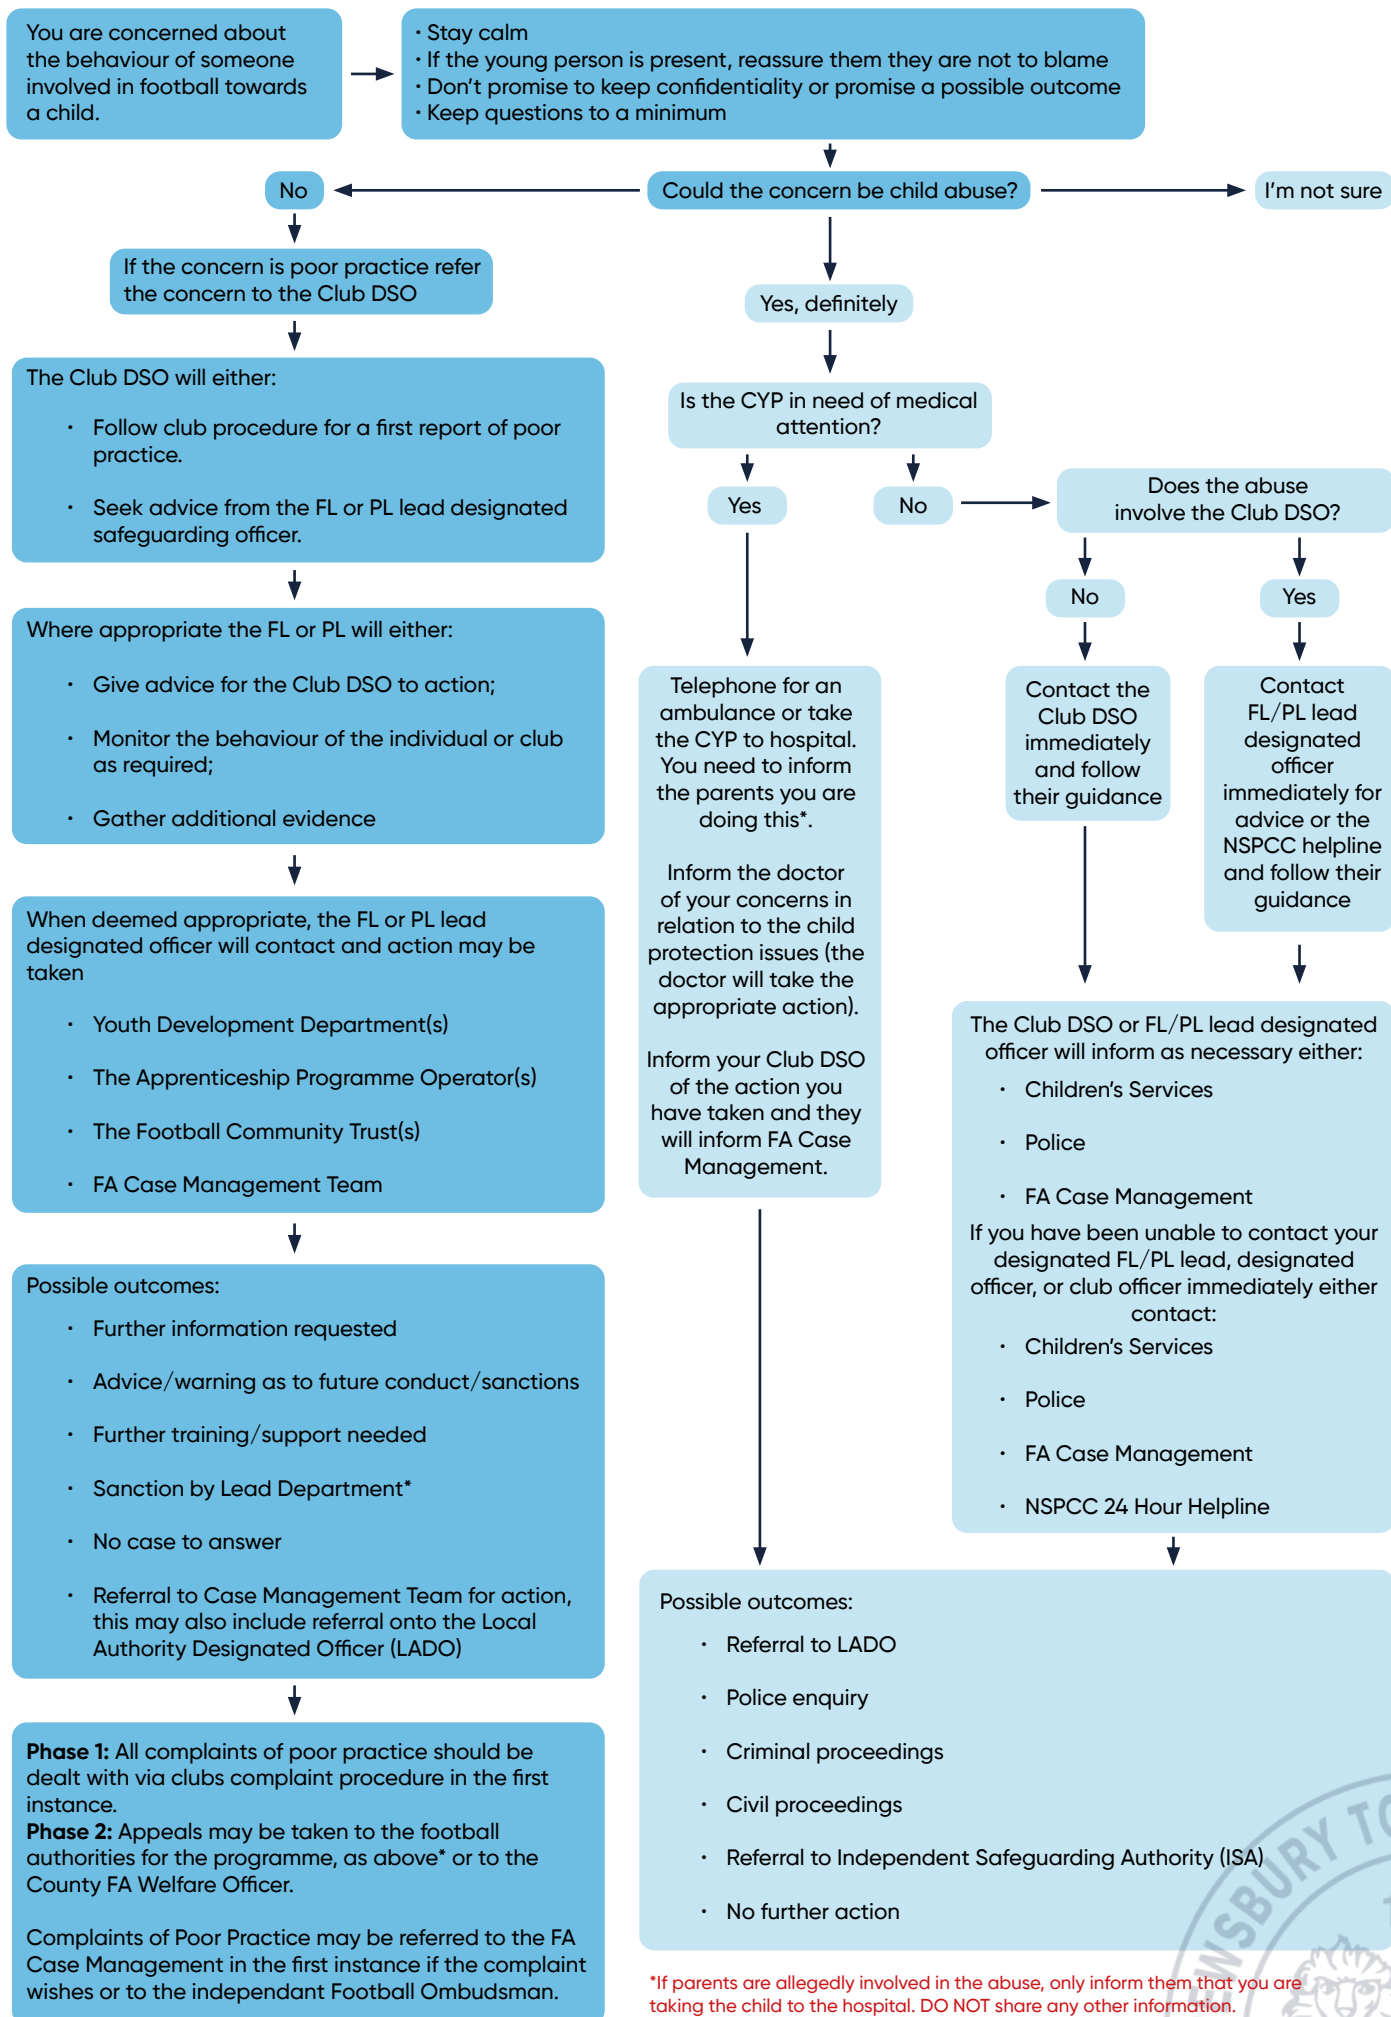 You are concerned about
the behaviour of someone
involved in football towards
a child.
· Stay calm
· If the young person is present, reassure them they are not to blame
· Don’t promise to keep confidentiality or promise a possible outcome
· Keep questions to a minimum
No
Could the concern be child abuse?
I’m not sure
If the concern is poor practice refer
the concern to the Club DSO
The Club DSO will either:
· Follow club procedure for a first report of poor
practice.
· Seek advice from the FL or PL lead designated
safeguarding officer.
Where appropriate the FL or PL will either:
· Give advice for the Club DSO to action;
· Monitor the behaviour of the individual or club
as required;
· Gather additional evidence
When deemed appropriate, the FL or PL lead
designated officer will contact and action may be
taken
· Youth Development Department(s)
· The Apprenticeship Programme Operator(s)
· The Football Community Trust(s)
· FA Case Management Team
Possible outcomes:
· Further information requested
· Advice/warning as to future conduct/sanctions
· Further training/support needed
· Sanction by Lead Department*
· No case to answer
· Referral to Case Management Team for action,
this may also include referral onto the Local
Authority Designated Officer (LADO)
Phase 1: All complaints of poor practice should be
dealt with via clubs complaint procedure in the first
instance.
Phase 2: Appeals may be taken to the football
authorities for the programme, as above* or to the
County FA Welfare Officer.
Complaints of Poor Practice may be referred to the FA
Case Management in the first instance if the complaint
wishes or to the independant Football Ombudsman.
Yes, definitely
Is the CYP in need of medical
attention?
Yes
No
Does the abuse
involve the Club DSO?
No
Yes
Telephone for an
ambulance or take
the CYP to hospital.
You need to inform
the parents you are
doing this*.
Inform the doctor
of your concerns in
relation to the child
protection issues (the
doctor will take the
appropriate action).
Inform your Club DSO
of the action you
have taken and they
will inform FA Case
Management.
Contact the
Club DSO
immediately
and follow
their guidance
Contact
FL/PL lead
designated
officer
immediately for
advice or the
NSPCC helpline
and follow their
guidance
The Club DSO or FL/PL lead designated
officer will inform as necessary either:
· Children’s Services
· Police
· FA Case Management
If you have been unable to contact your
designated FL/PL lead, designated
officer, or club officer immediately either
contact:
· Children’s Services
· Police
· FA Case Management
· NSPCC 24 Hour Helpline
Possible outcomes:
· Referral to LADO
· Police enquiry
· Criminal proceedings
· Civil proceedings
· Referral to Independent Safeguarding Authority (ISA)
· No further action
*If parents are allegedly involved in the abuse, only inform them that you are
taking the child to the hospital. DO NOT share any other information.